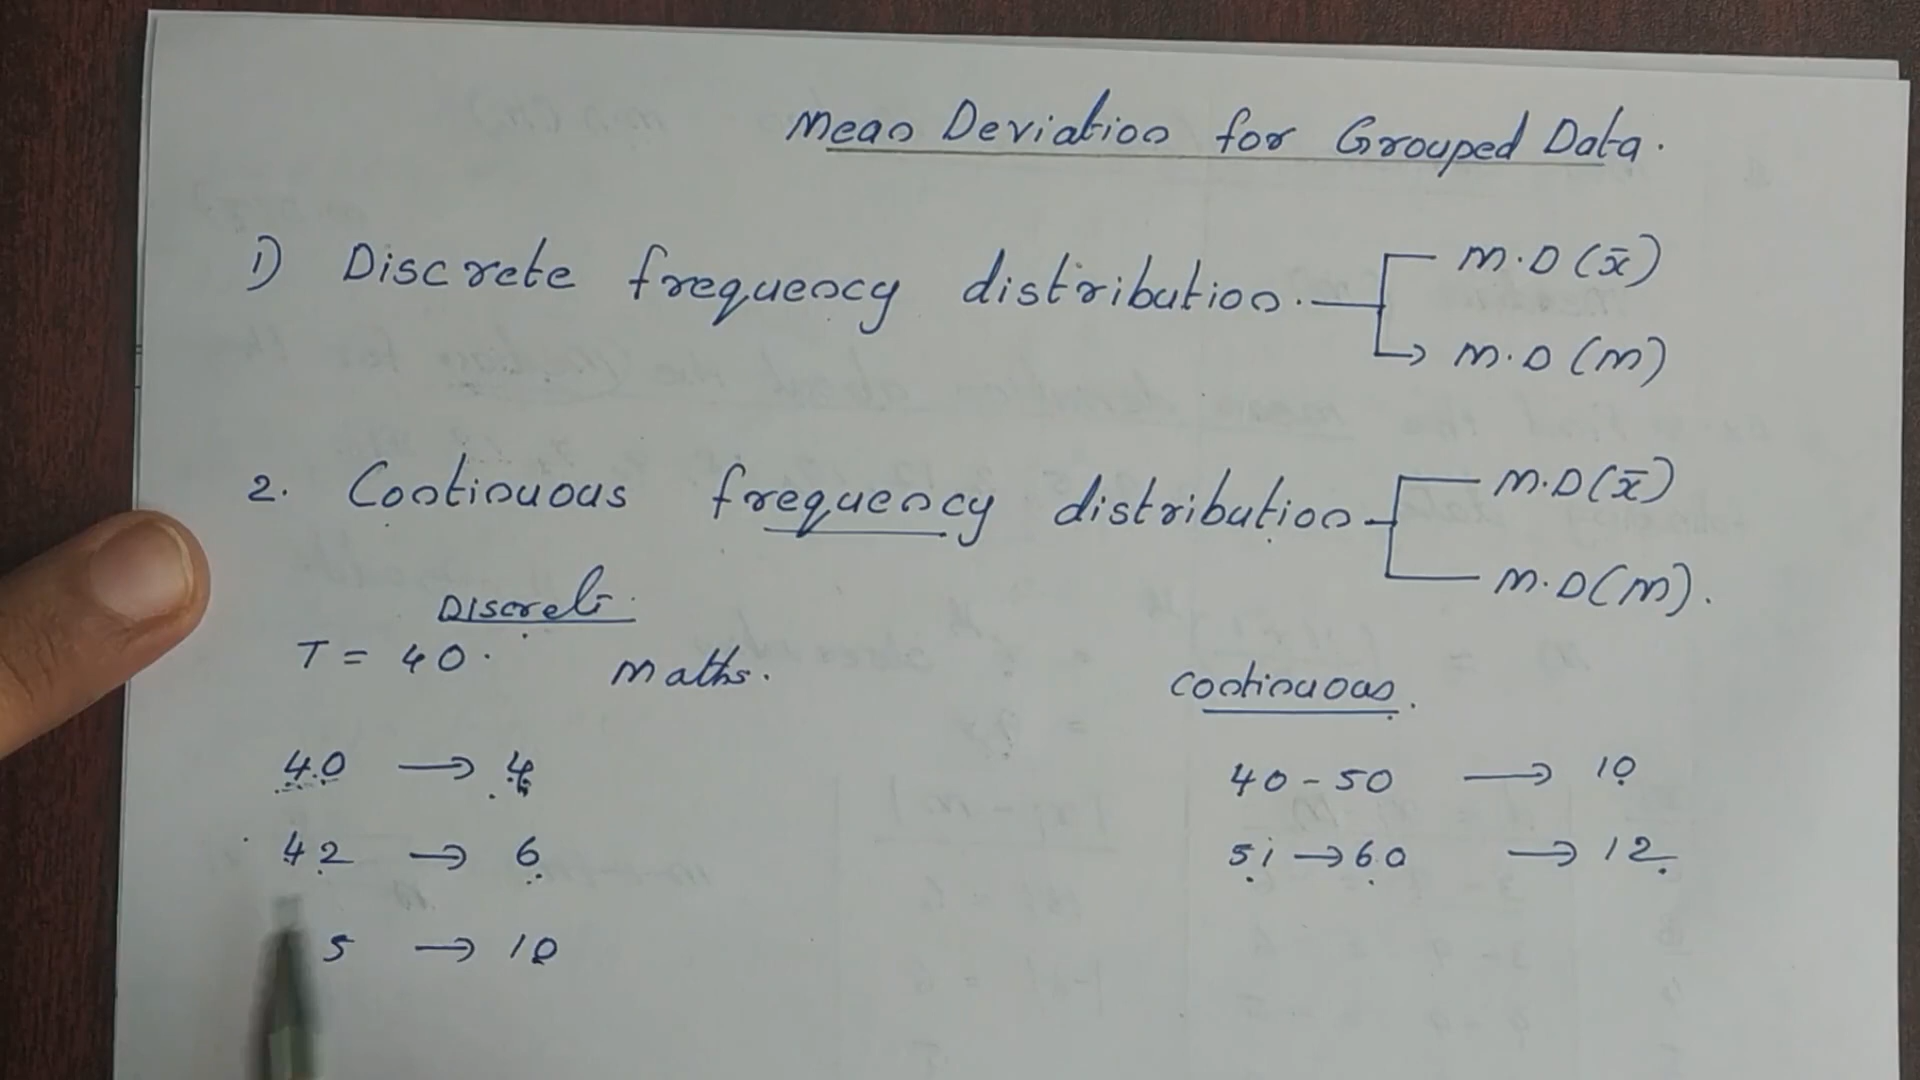 Mean Deviation for Grouped Data.
1) Discrete frequency distribution. M.D (x̄)
→ M.D (M)
2. Continuous frequency distribution M.D(x̄)
M.D(M).
Discrete
T = 40. Maths.
Continuous.
40 → 4
40-50 → 10
42 → 6
51 → 60 → 12
5 → 10